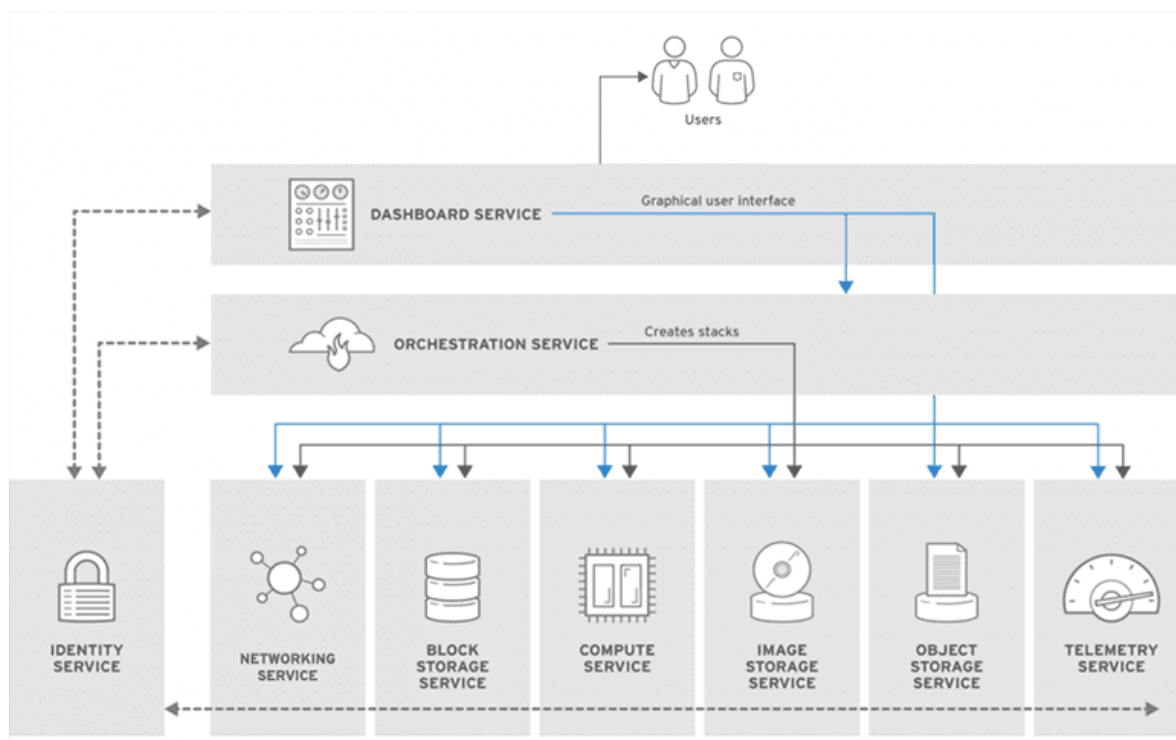 Users
Graphical user interface
DASHBOARD SERVICE
Creates stacks
ORCHESTRATION SERVICE
IDENTITY
SERVICE
NETWORKING
SERVICE
BLOCK
STORAGE
SERVICE
COMPUTE
SERVICE
IMAGE
STORAGE
SERVICE
OBJECT
STORAGE
SERVICE
TELEMETRY
SERVICE